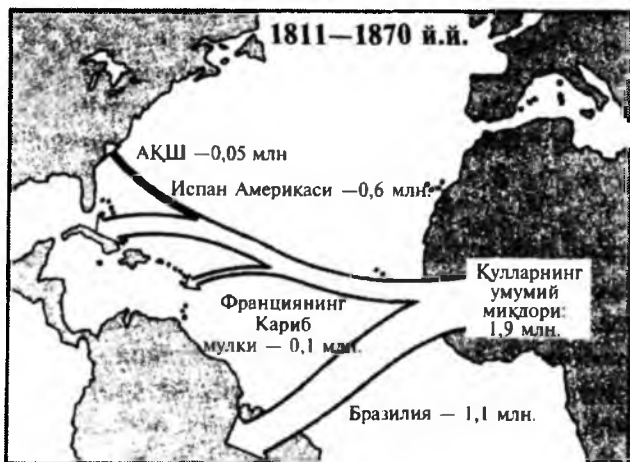 1811—1870 й.й.
АҚШ —0,05 млн
Испан Америкаси —0,6 млн.
Қулларнинг
умумий
миқдори:
1,9 млн.
Франциянинг
Кариб
мулки — 0,1 млн.
Бразилия — 1,1 млн.